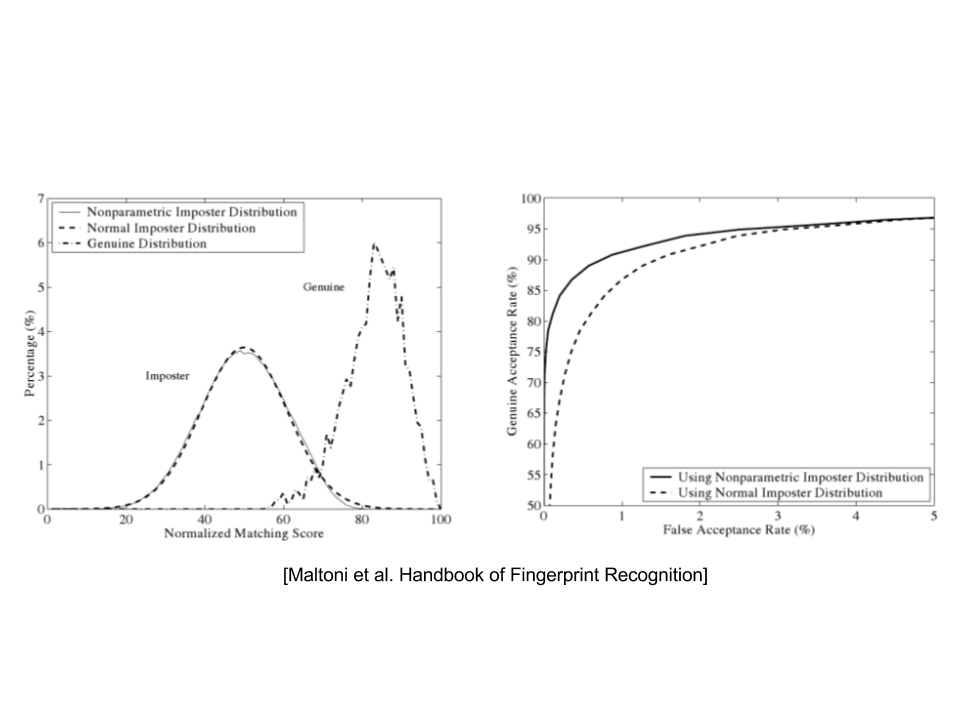 7
6
5
4
3
2
1
0
Percentage (%)
Nonparametric Imposter Distribution
Normal Imposter Distribution
Genuine Distribution
Genuine
Imposter
0 20 40 60 80 100
Normalized Matching Score
100
95
90
85
80
75
70
65
60
55
50
Genuine Acceptance Rate (%)
Using Nonparametric Imposter Distribution
Using Normal Imposter Distribution
0 1 2 3 4 5
False Acceptance Rate (%)
[Maltoni et al. Handbook of Fingerprint Recognition]